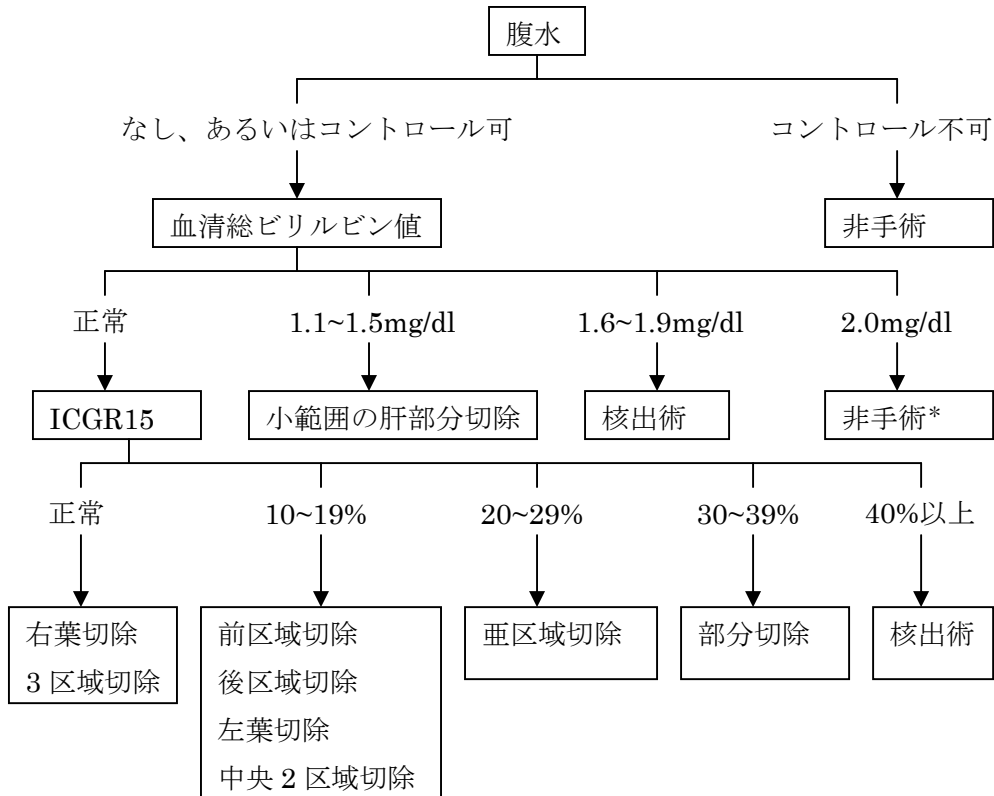 腹水
なし、あるいはコントロール可
コントロール不可
血清総ビリルビン値
非手術
正常
1.1~1.5mg/dl
1.6~1.9mg/dl
2.0mg/dl
ICGR15
小範囲の肝部分切除
核出術
非手術*
正常
10~19%
20~29%
30~39%
40%以上
右葉切除
3 区域切除
前区域切除
後区域切除
左葉切除
中央 2 区域切除
亜区域切除
部分切除
核出術